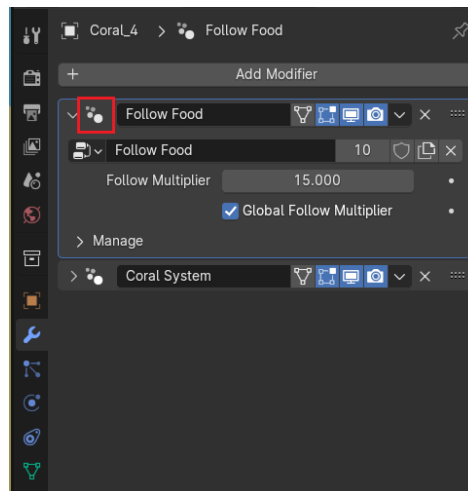 Coral_4 > Follow Food
+ Add Modifier
Follow Food
Follow Food 10
Follow Multiplier 15.000
Global Follow Multiplier
Manage
Coral System